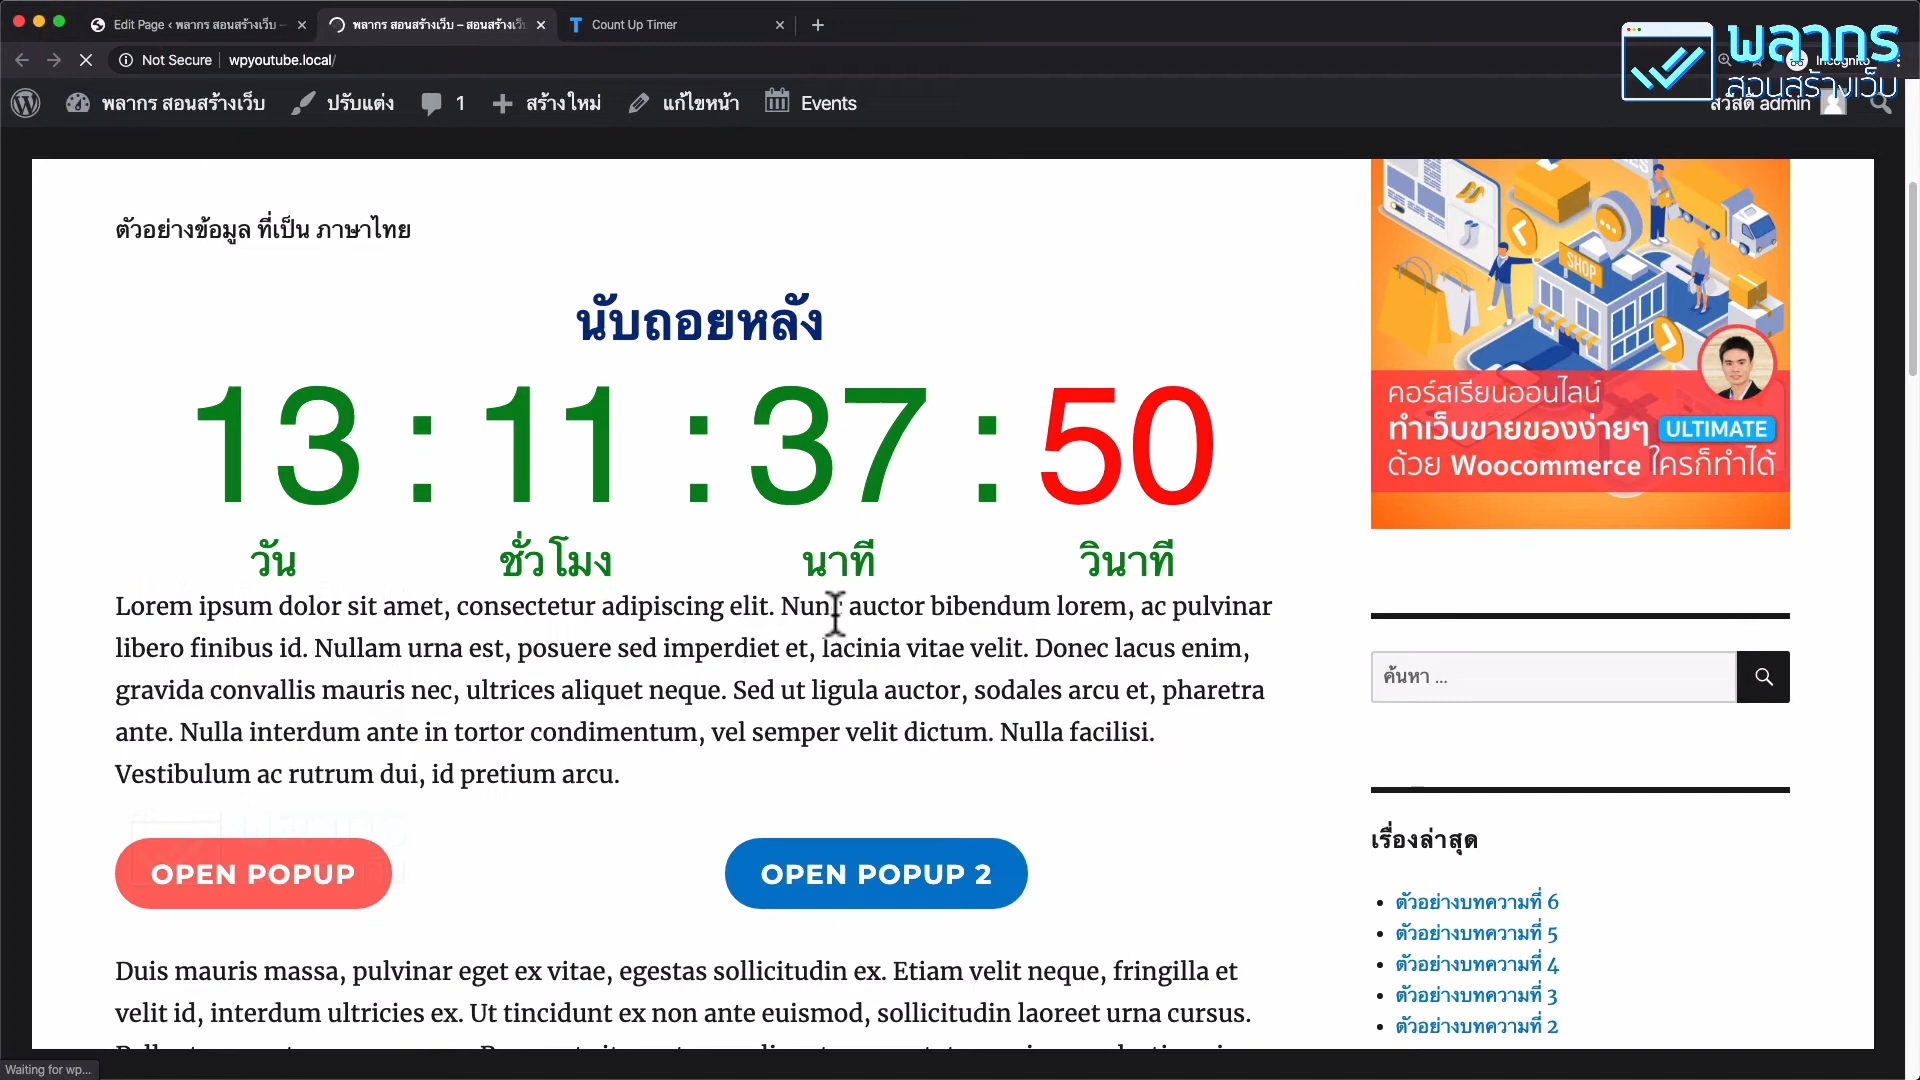 Edit Page ‹ พลากร สอนสร้างเว็บ –
พลากร สอนสร้างเว็บ – สอนสร้างเว็บ
Count Up Timer
Not Secure
wpyoutube.local/
Incognito
พลากร
สอนสร้างเว็บ
พลากร สอนสร้างเว็บ
ปรับแต่ง
1
สร้างใหม่
แก้ไขหน้า
Events
สวัสดี admin
ตัวอย่างข้อมูล ที่เป็น ภาษาไทย
นับถอยหลัง
13 : 11 : 37 : 50
วัน ชั่วโมง นาที วินาที
Lorem ipsum dolor sit amet, consectetur adipiscing elit. Nunc auctor bibendum lorem, ac pulvinar
libero finibus id. Nullam urna est, posuere sed imperdiet et, lacinia vitae velit. Donec lacus enim,
gravida convallis mauris nec, ultrices aliquet neque. Sed ut ligula auctor, sodales arcu et, pharetra
ante. Nulla interdum ante in tortor condimentum, vel semper velit dictum. Nulla facilisi.
Vestibulum ac rutrum dui, id pretium arcu.
OPEN POPUP
OPEN POPUP 2
Duis mauris massa, pulvinar eget ex vitae, egestas sollicitudin ex. Etiam velit neque, fringilla et
velit id, interdum ultricies ex. Ut tincidunt ex non ante euismod, sollicitudin laoreet urna cursus.
SHOP
คอร์สเรียนออนไลน์
ทำเว็บขายของง่ายๆ ULTIMATE
ด้วย Woocommerce ใครก็ทำได้
ค้นหา ...
เรื่องล่าสุด
ตัวอย่างบทความที่ 6
ตัวอย่างบทความที่ 5
ตัวอย่างบทความที่ 4
ตัวอย่างบทความที่ 3
ตัวอย่างบทความที่ 2
Waiting for wp...